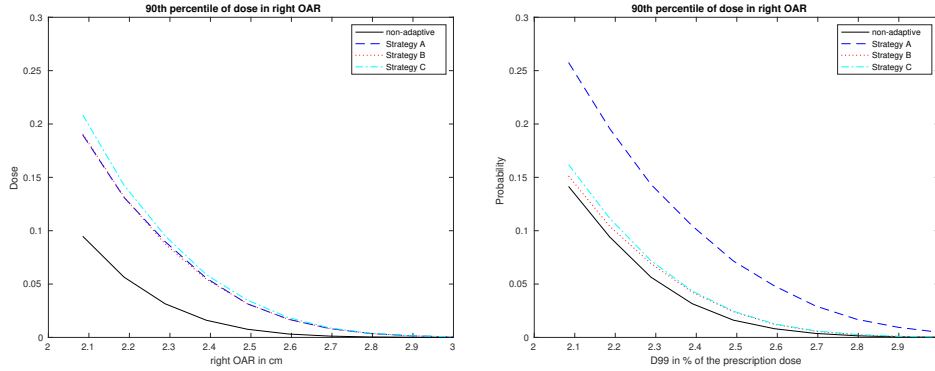 90th percentile of dose in right OAR
0.3
0.25
0.2
0.15
0.1
0.05
0
Dose
2
2.1
2.2
2.3
2.4
2.5
2.6
2.7
2.8
2.9
3
right OAR in cm
non-adaptive
Strategy A
Strategy B
Strategy C
90th percentile of dose in right OAR
0.3
0.25
0.2
0.15
0.1
0.05
0
Probability
2
2.1
2.2
2.3
2.4
2.5
2.6
2.7
2.8
2.9
D99 in % of the prescription dose
non-adaptive
Strategy A
Strategy B
Strategy C